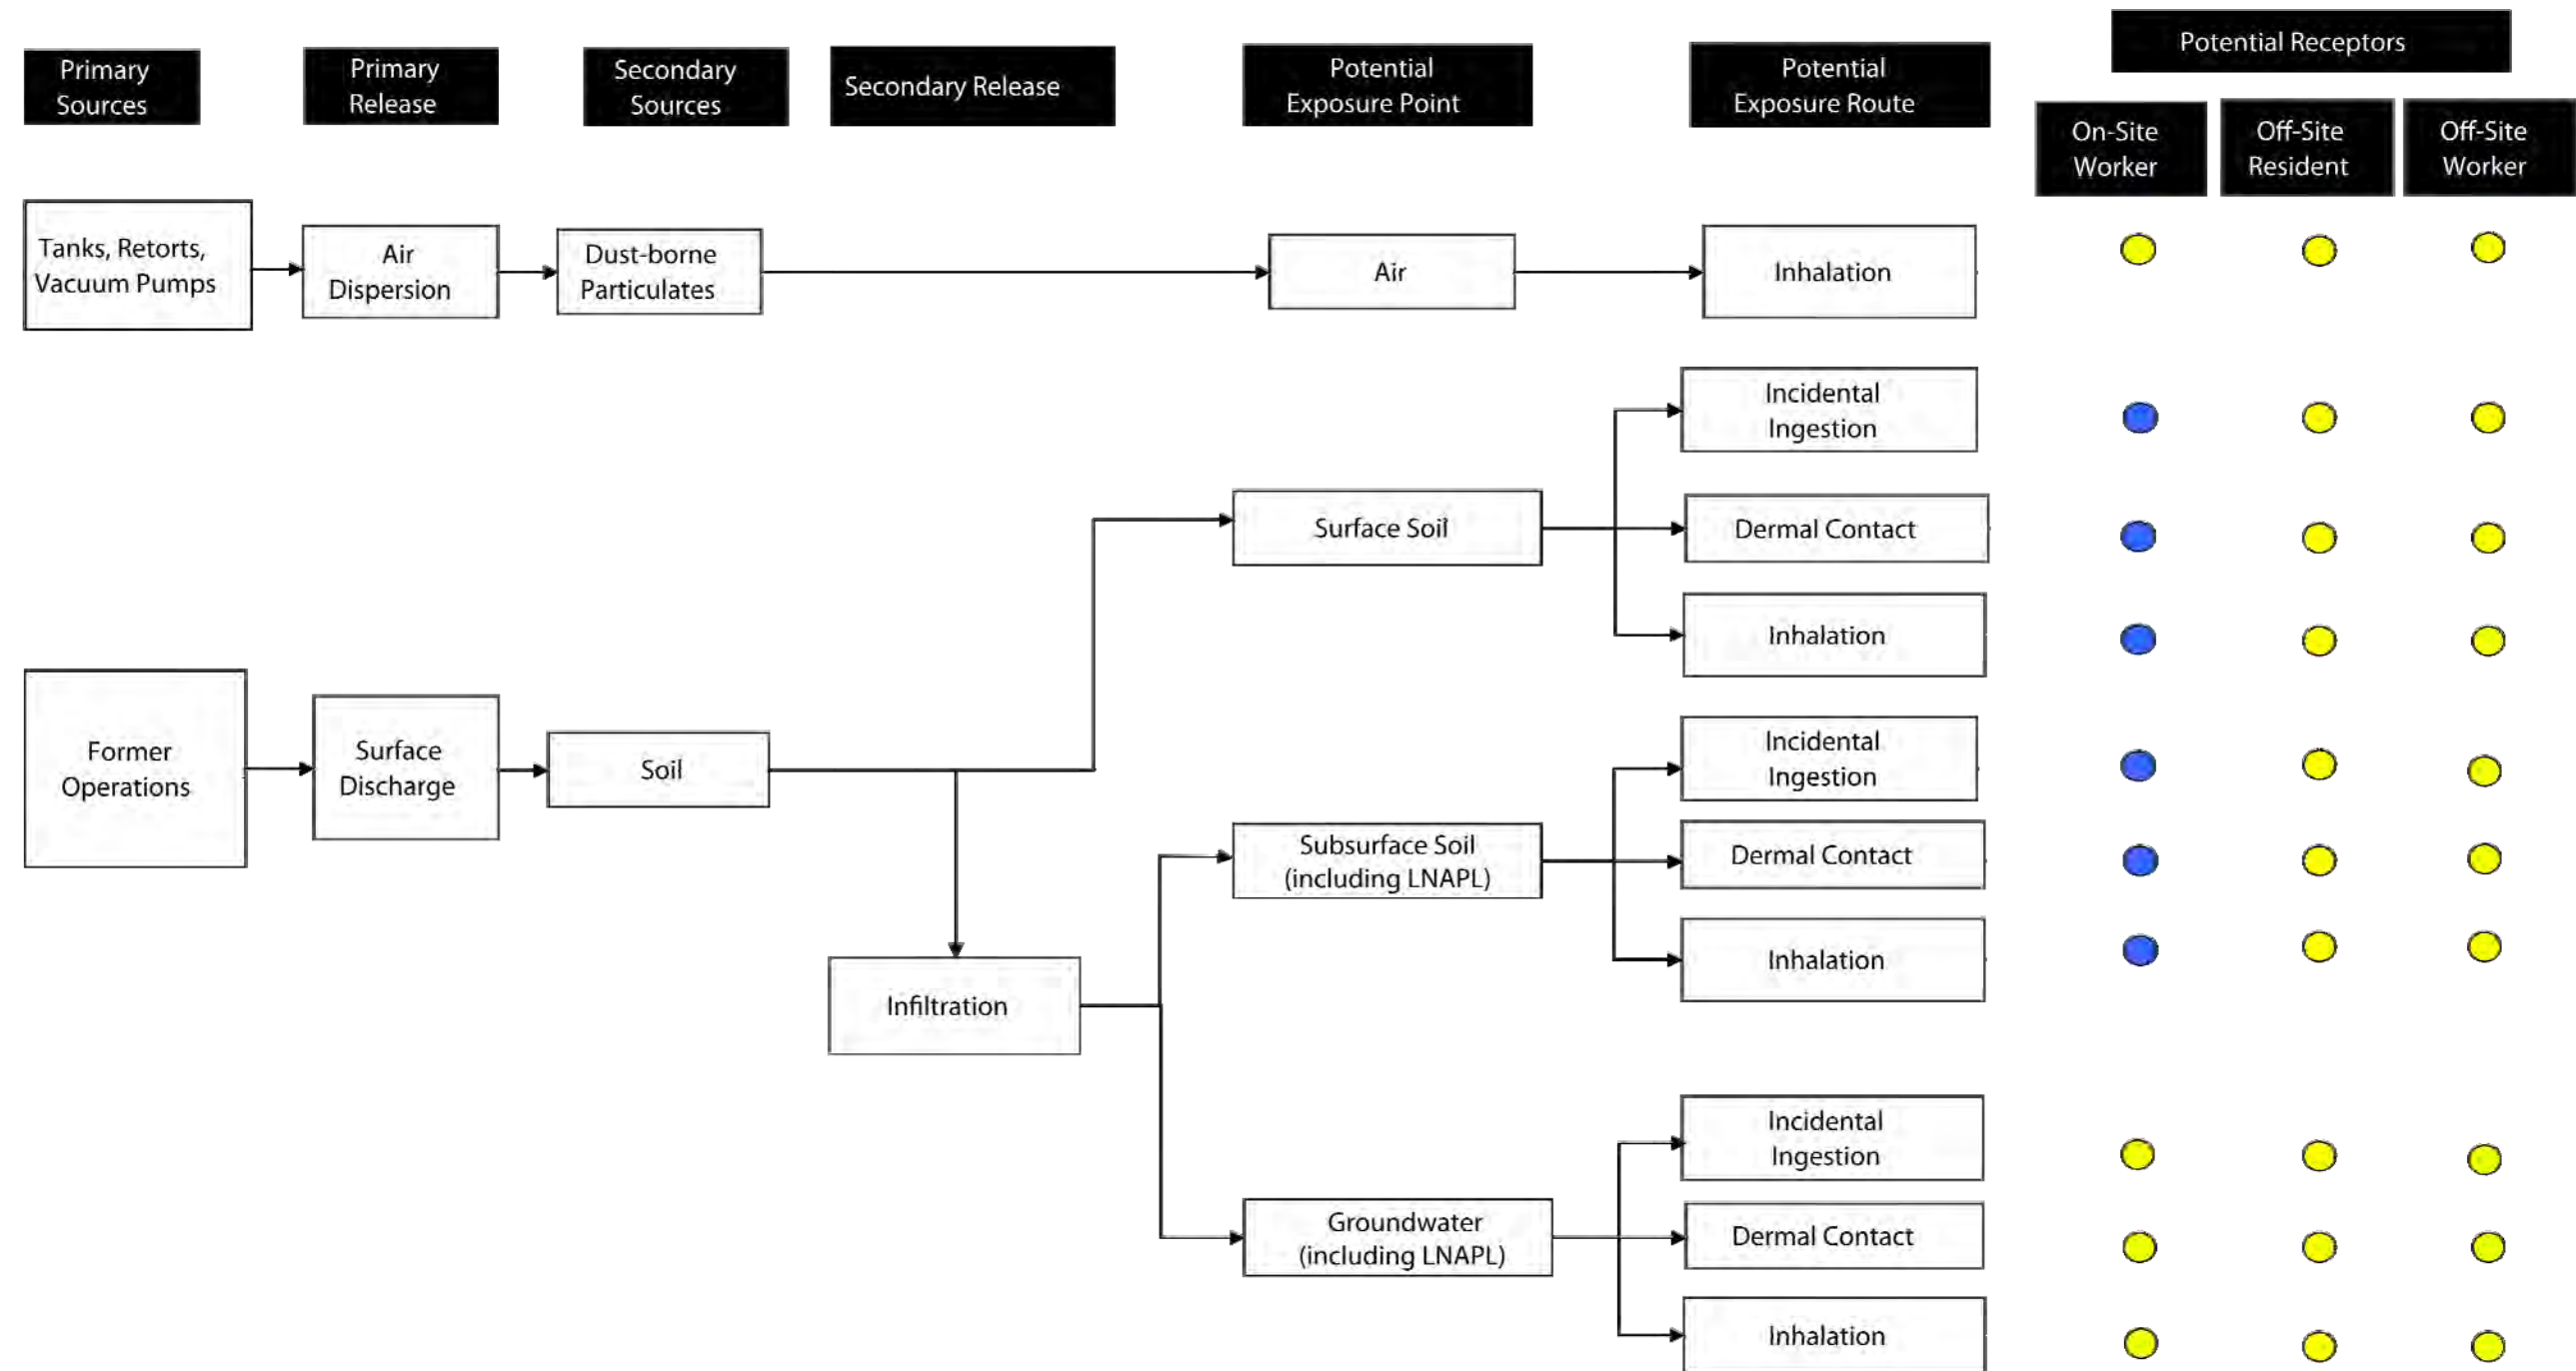 Primary
Sources
Primary
Release
Secondary
Sources
Secondary Release
Potential
Exposure Point
Potential
Exposure Route
Potential Receptors
On-Site
Worker
Off-Site
Resident
Off-Site
Worker
Tanks, Retorts,
Vacuum Pumps
Air
Dispersion
Dust-borne
Particulates
Air
Inhalation
Incidental
Ingestion
Surface Soil
Dermal Contact
Inhalation
Former
Operations
Surface
Discharge
Soil
Incidental
Ingestion
Subsurface Soil
(including LNAPL)
Dermal Contact
Inhalation
Infiltration
Incidental
Ingestion
Groundwater
(including LNAPL)
Dermal Contact
Inhalation